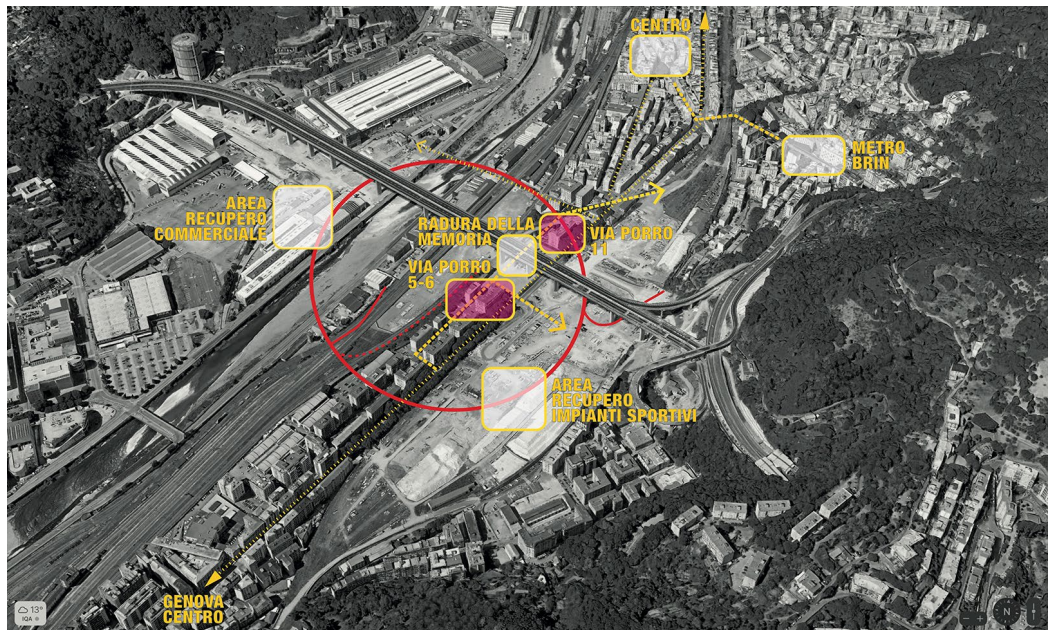 CENTRO
METRO
BRIN
AREA
RECUPERO
COMMERCIALE
RADURA DELLA
MEMORIA
VIA PORRO
11
VIA PORRO
5-6
AREA
RECUPERO
IMPIANTI SPORTIVI
GENOVA
CENTRO
13°
IQA
N